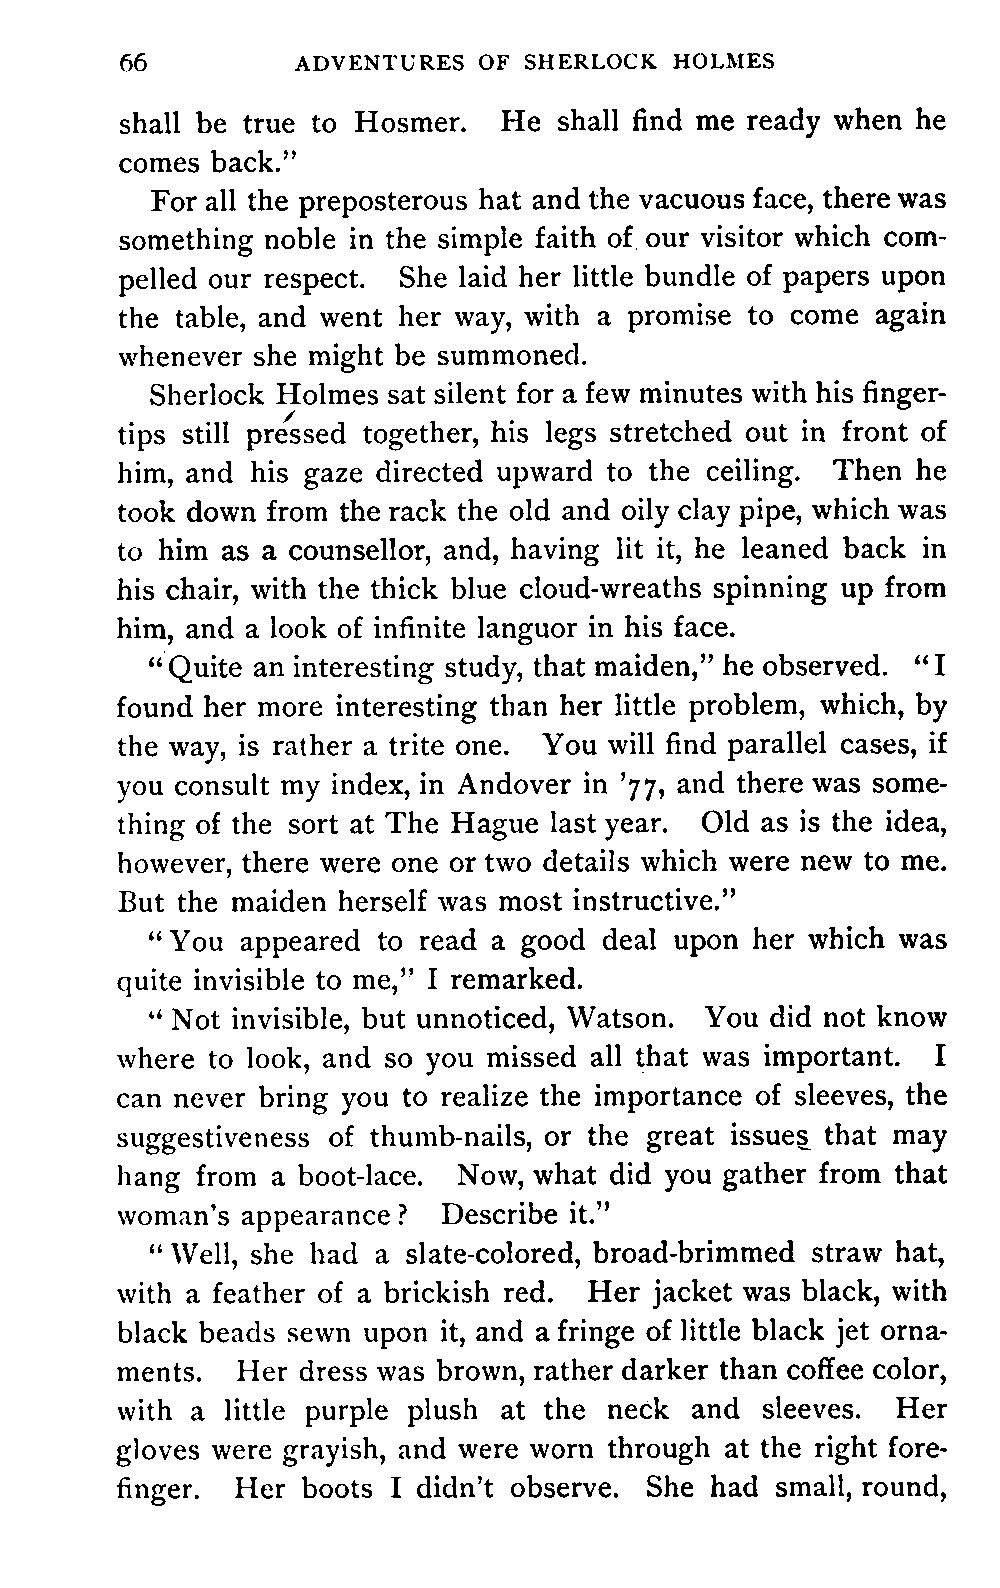 66 ADVENTURES OF SHERLOCK HOLMES
shall be true to Hosmer. He shall find me ready when he
comes back."
For all the preposterous hat and the vacuous face, there was
something noble in the simple faith of our visitor which com-
pelled our respect. She laid her little bundle of papers upon
the table, and went her way, with a promise to come again
whenever she might be summoned.
Sherlock Holmes sat silent for a few minutes with his finger-
tips still pressed together, his legs stretched out in front of
him, and his gaze directed upward to the ceiling. Then he
took down from the rack the old and oily clay pipe, which was
to him as a counsellor, and, having lit it, he leaned back in
his chair, with the thick blue cloud-wreaths spinning up from
him, and a look of infinite languor in his face.
"Quite an interesting study, that maiden," he observed. "I
found her more interesting than her little problem, which, by
the way, is rather a trite one. You will find parallel cases, if
you consult my index, in Andover in '77, and there was some-
thing of the sort at The Hague last year. Old as is the idea,
however, there were one or two details which were new to me.
But the maiden herself was most instructive."
"You appeared to read a good deal upon her which was
quite invisible to me," I remarked.
"Not invisible, but unnoticed, Watson. You did not know
where to look, and so you missed all that was important. I
can never bring you to realize the importance of sleeves, the
suggestiveness of thumb-nails, or the great issues that may
hang from a boot-lace. Now, what did you gather from that
woman's appearance? Describe it."
"Well, she had a slate-colored, broad-brimmed straw hat,
with a feather of a brickish red. Her jacket was black, with
black beads sewn upon it, and a fringe of little black jet orna-
ments. Her dress was brown, rather darker than coffee color,
with a little purple plush at the neck and sleeves. Her
gloves were grayish, and were worn through at the right fore-
finger. Her boots I didn't observe. She had small, round,